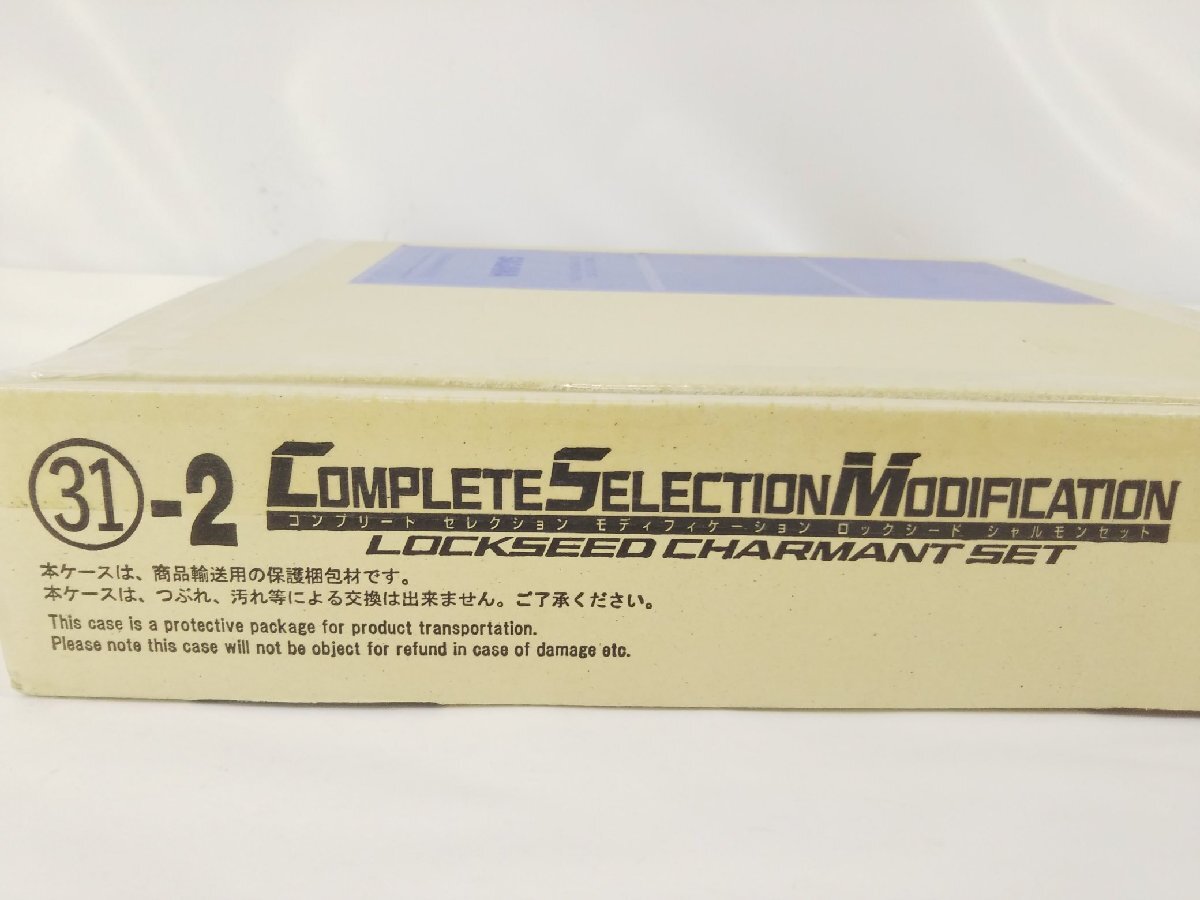 31-2 COMPLETE SELECTION MODIFICATION
コンプリート セレクション モディフィケーション ロックシード シャルモンセット
LOCKSEED CHARMANT SET
本ケースは、商品輸送用の保護梱包材です。
本ケースは、つぶれ、汚れ等による交換は出来ません。ご了承ください。
This case is a protective package for product transportation.
Please note this case will not be object for refund in case of damage etc.